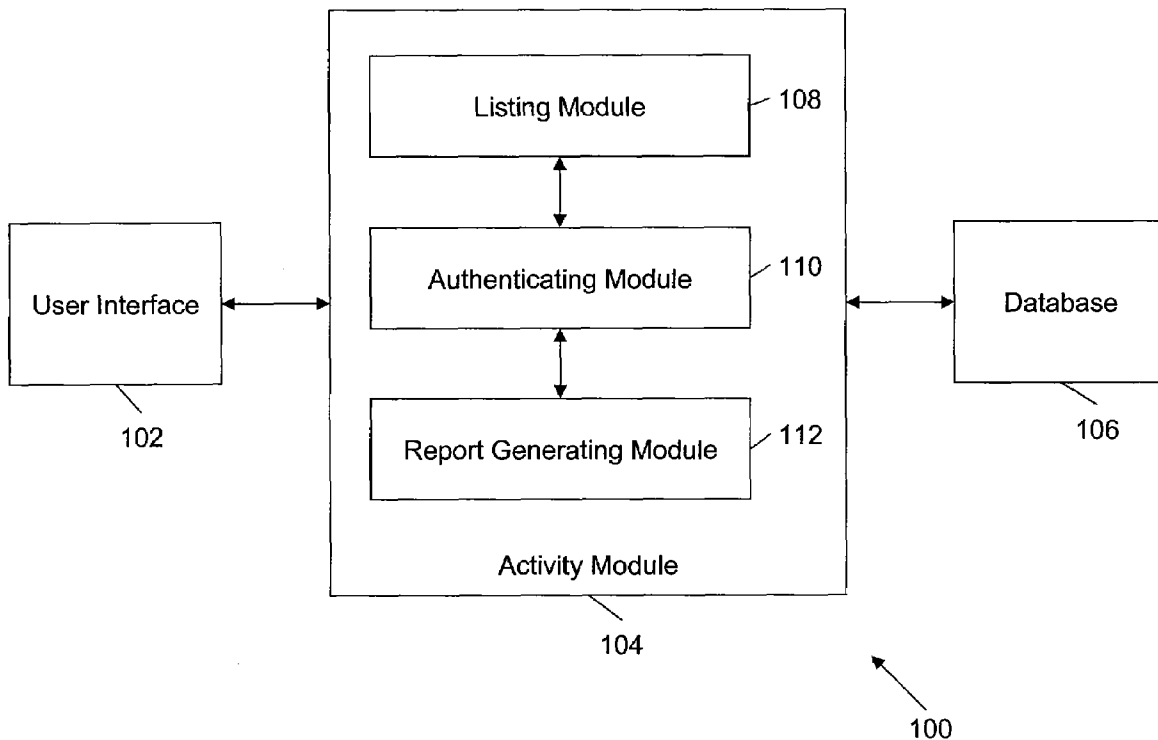 Listing Module
108
Authenticating Module
110
User Interface
Database
102
Report Generating Module
112
106
Activity Module
104
100